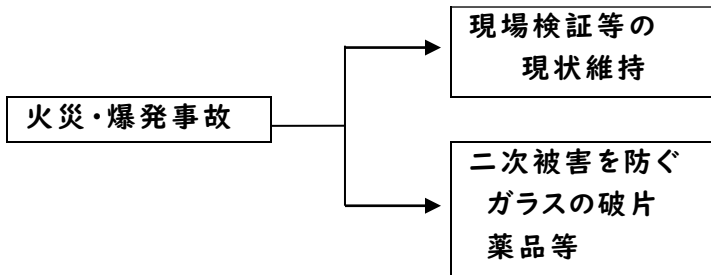 現場検証等の
現状維持
火災・爆発事故
二次被害を防ぐ
ガラスの破片
薬品等